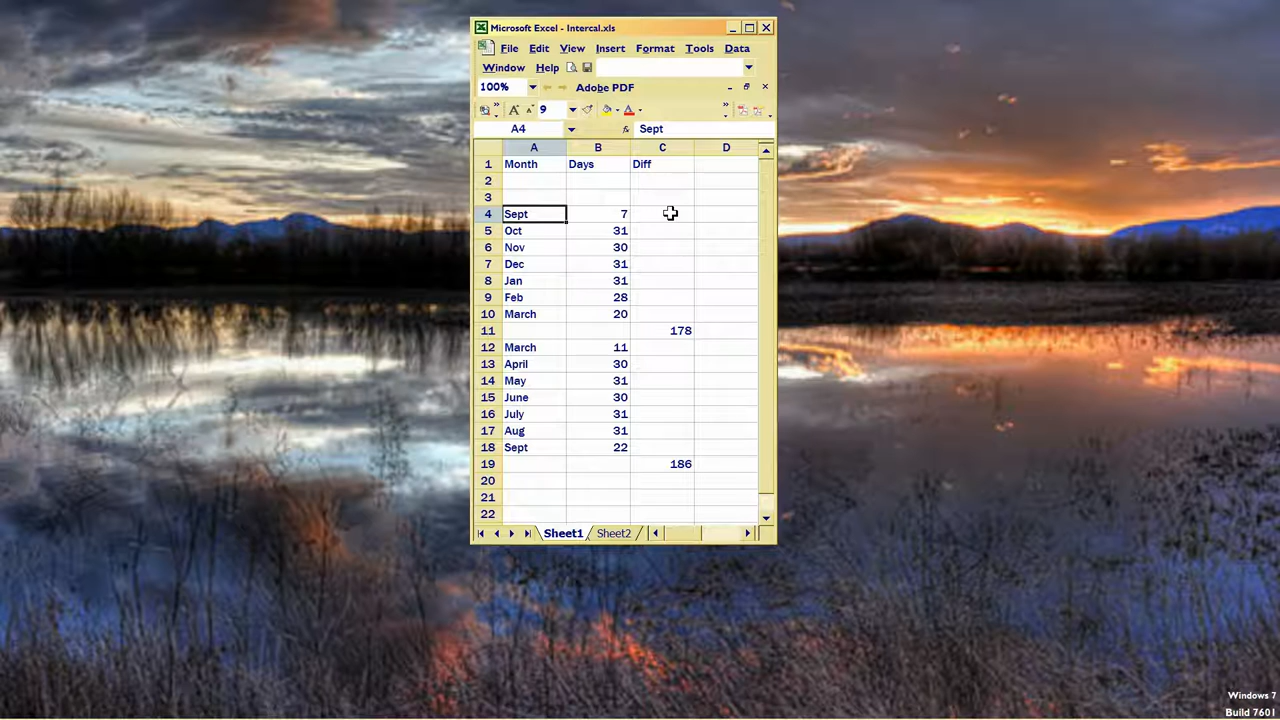 Microsoft Excel - Intercal.xls
File Edit View Insert Format Tools Data
Window Help
100% Adobe PDF
9
A4 Sept
A B C D
1 Month Days Diff
2
3
4 Sept 7
5 Oct 31
6 Nov 30
7 Dec 31
8 Jan 31
9 Feb 28
10 March 20
11 178
12 March 11
13 April 30
14 May 31
15 June 30
16 July 31
17 Aug 31
18 Sept 22
19 186
20
21
22
Sheet1 Sheet2
Windows 7
Build 7601